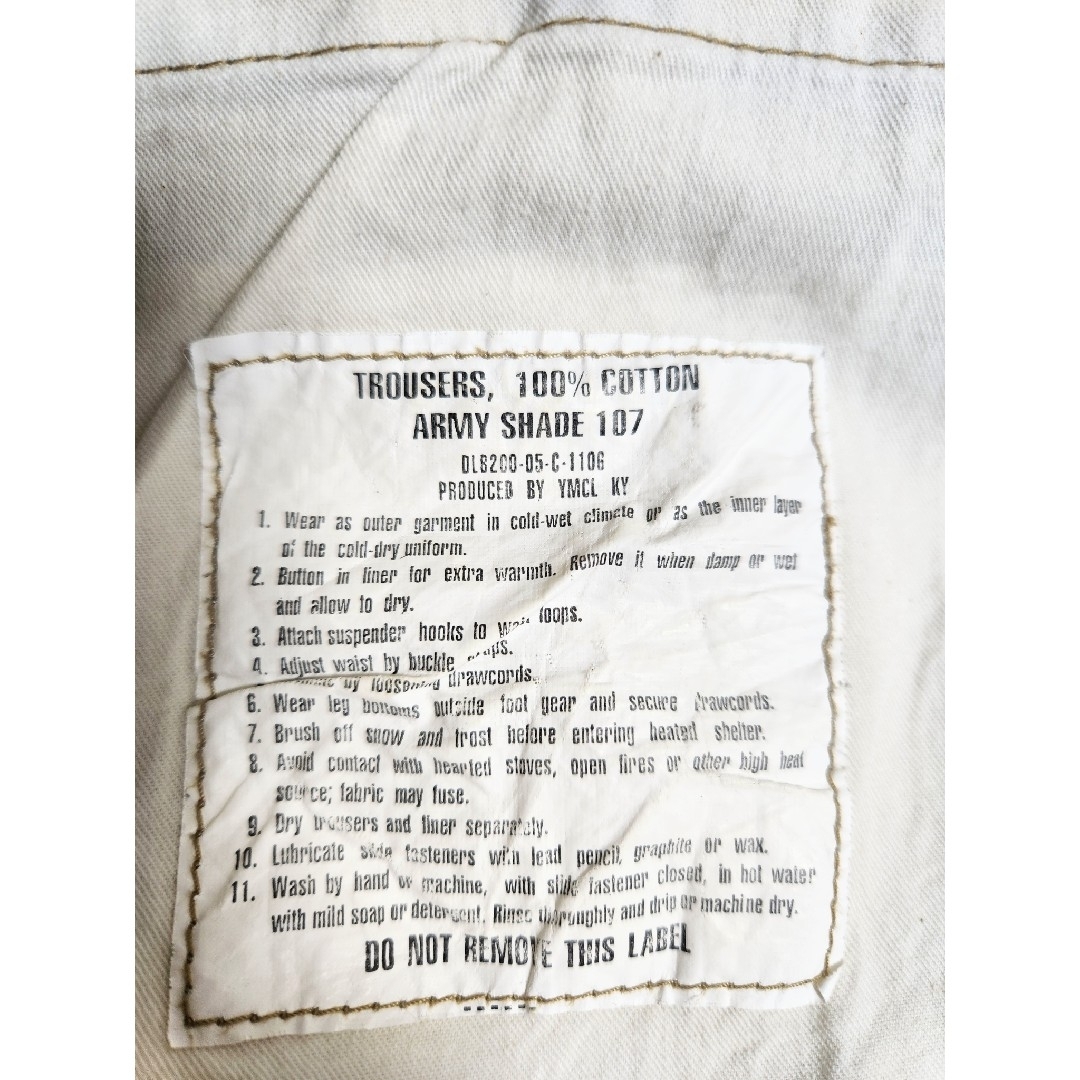 TROUSERS, 100% COTTON
ARMY SHADE 107
DL8200-05-C-1106
PRODUCED BY YMCL KY
1. Wear as outer garment in cold-wet climate or as the inner layer
of the cold-dry uniform.
2. Button in liner for extra warmth. Remove it when damp or wet
and allow to dry.
3. Attach suspender hooks to loops.
4. Adjust waist by buckle
by loosening drawcords.
6. Wear leg bottoms outside foot gear and secure drawcords.
7. Brush off snow and frost before entering heated shelter.
8. Avoid contact with hearted stoves, open fires or other high heat
source; fabric may fuse.
9. Dry trousers and liner separately.
10. Lubricate slide fasteners with lead pencil, graphite or wax.
11. Wash by hand or machine, with slide fastener closed, in hot water
with mild soap or detergent. Rinse thoroughly and drip or machine dry.
DO NOT REMOVE THIS LABEL